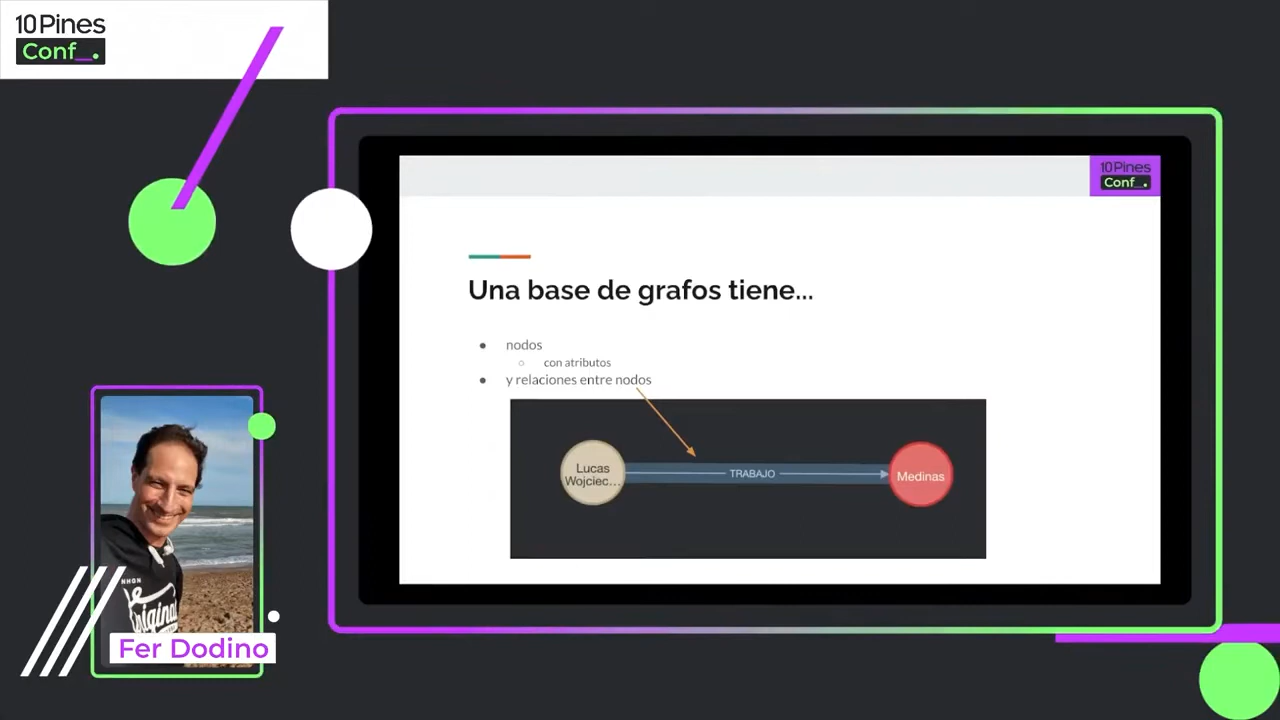 10Pines
Conf_.
10Pines
Conf_.
Una base de grafos tiene...
nodos
con atributos
y relaciones entre nodos
Lucas
Wojciec...
TRABAJO
Medinas
NHGN
original
Fer Dodino